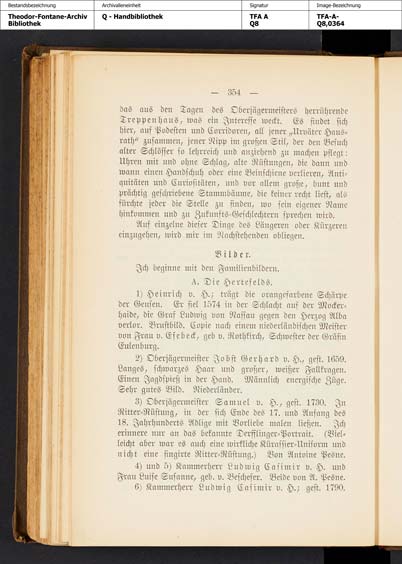 Bestandsbezeichnung
Archivalieneinheit
Signatur
Image-Bezeichnung
Theodor-Fontane-Archiv
Bibliothek
Q - Handbibliothek
TFA A
Q8
TFA-A-
Q8,0364
— 354 —
das aus den Tagen des Oberjägermeisters herrührende
Treppenhaus, was ein Interesse weckt. Es findet sich
hier, auf Podesten und Corridoren, all jener „Urväter Haus-
rath“ zusammen, jener Nipp im großen Stil, der den Besuch
alter Schlösser so lehrreich und anziehend zu machen pflegt:
Uhren mit und ohne Schlag, alte Rüstungen, die dann und
wann einen Handschuh oder eine Beinschiene verlieren, Anti-
quitäten und Curiositäten, und vor allem große, bunt und
prächtig geschriebene Stammbäume, die keiner recht liest, als
fürchte jeder die Stelle zu finden, wo sein eigener Name
hinkommen und zu Zukunfts-Geschlechtern sprechen wird.
Auf einzelne dieser Dinge des Längeren oder Kürzeren
einzugehen, wird mir im Nachstehenden obliegen.
Bilder.
Ich beginne mit den Familienbildern.
A. Die Hertefelds.
1) Heinrich v. H.; trägt die orangefarbene Schärpe
der Geusen. Er fiel 1574 in der Schlacht auf der Mocker-
haide, die Graf Ludwig von Nassau gegen den Herzog Alba
verlor. Brustbild. Copie nach einem niederländischen Meister
von Frau v. Esebeck, geb v. Rothkirch, Schwester der Gräfin
Eulenburg.
2) Oberjägermeister Jobst Gerhard v. H., gest. 1659.
Langes, schwarzes Haar und großer, weißer Fallkragen.
Einen Jagdspieß in der Hand. Männlich energische Züge.
Sehr gutes Bild. Niederländer.
3) Oberjägermeister Samuel v. H., gest. 1730. In
Ritter-Rüstung, in der sich Ende des 17. und Anfang des
18. Jahrhunderts Adlige mit Vorliebe malen ließen. Ich
erinnere nur an das bekannte Derfflinger-Portrait. (Viel-
leicht aber war es auch eine wirkliche Kürassier-Uniform und
nicht eine fingirte Ritter-Rüstung.) Von Antoine Pesne.
4) und 5) Kammerherr Ludwig Casimir v. H. und
Frau Luise Susanne, geb. v. Beschefer. Beide von A. Pesne.
6) Kammerherr Ludwig Casimir v. H.; gest. 1790.